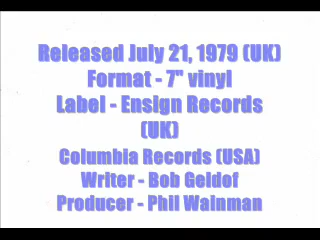 Released July 21, 1979 (UK)
Format - 7" vinyl
Label - Ensign Records
(UK)
Columbia Records (USA)
Writer - Bob Geldof
Producer - Phil Wainman